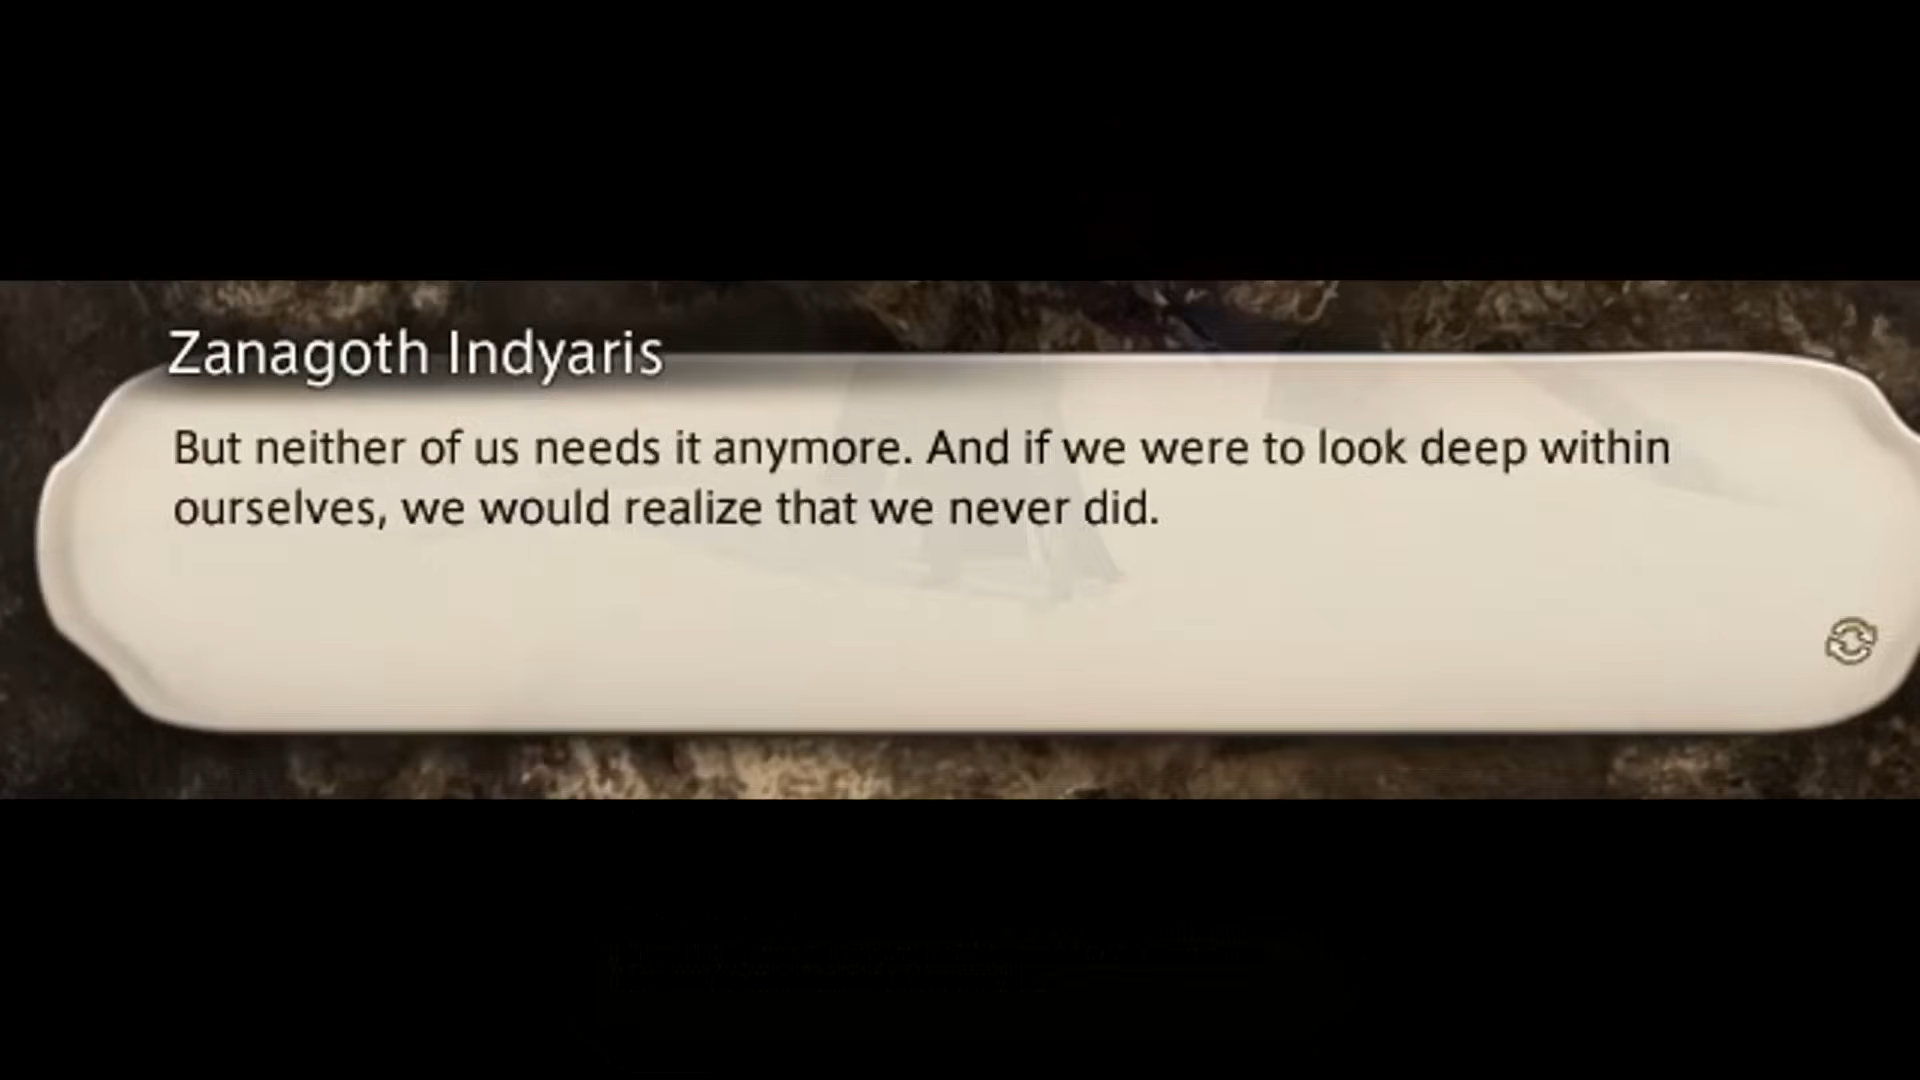 Zanagoth Indyaris
But neither of us needs it anymore. And if we were to look deep within
ourselves, we would realize that we never did.